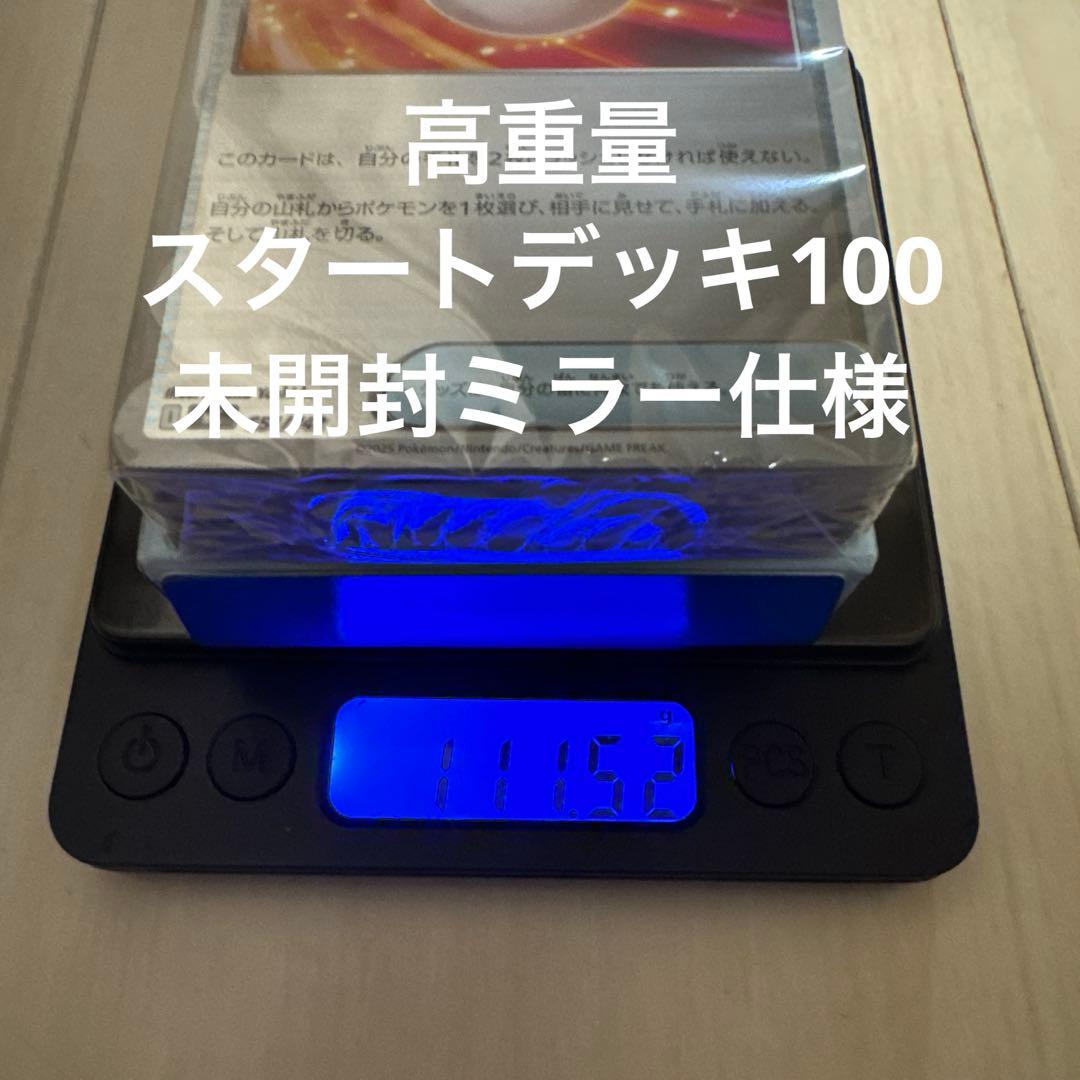 高重量
このカードは、自分の
ければ使えない。
自分の山札からポケモンを1枚選び、相手に見せて、手札に加える。
そして山札を切る。
スタートデッキ100
未開封ミラー仕様
©2025 Pokémon/Nintendo/Creatures/GAME FREAK
g
111.52
M
PCS
T